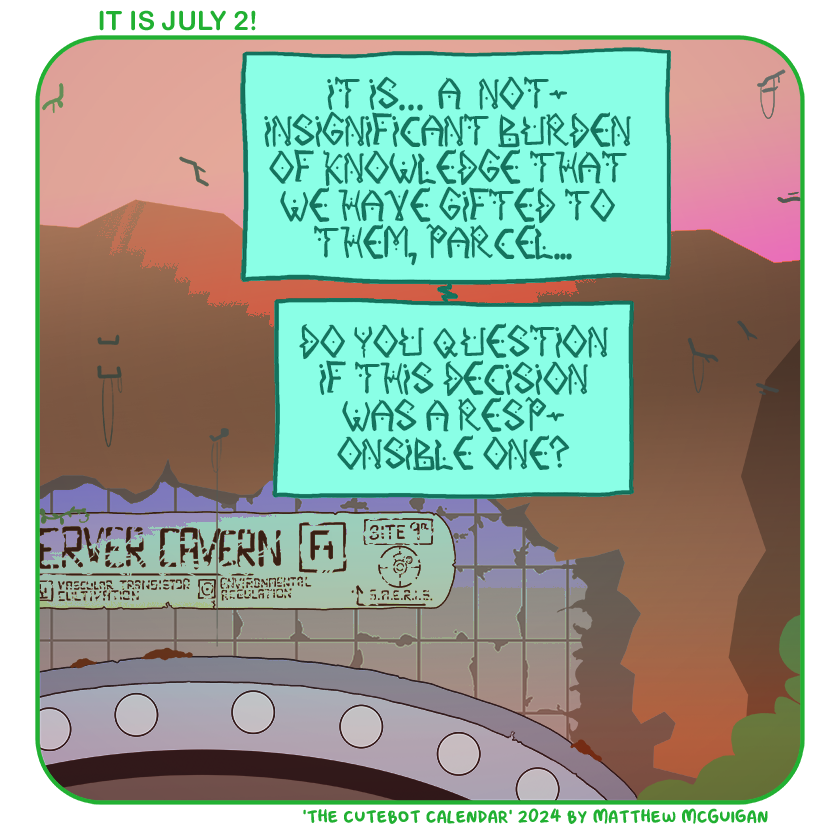 IT IS JULY 2!
IT IS... A NOT-
INSIGNIFICANT BURDEN
OF KNOWLEDGE THAT
WE HAVE GIFTED TO
THEM, PARCEL...
DO YOU QUESTION
IF THIS DECISION
WAS A RESP-
ONSIBLE ONE?
ERVER CAVERN
VASCULAR TRANSISTOR
CULTIVATION
ENVIRONMENTAL
REGULATION
SITE
S.A.E.R.I.S.
'THE CUTEBOT CALENDAR' 2024 BY MATTHEW MCGUIGAN